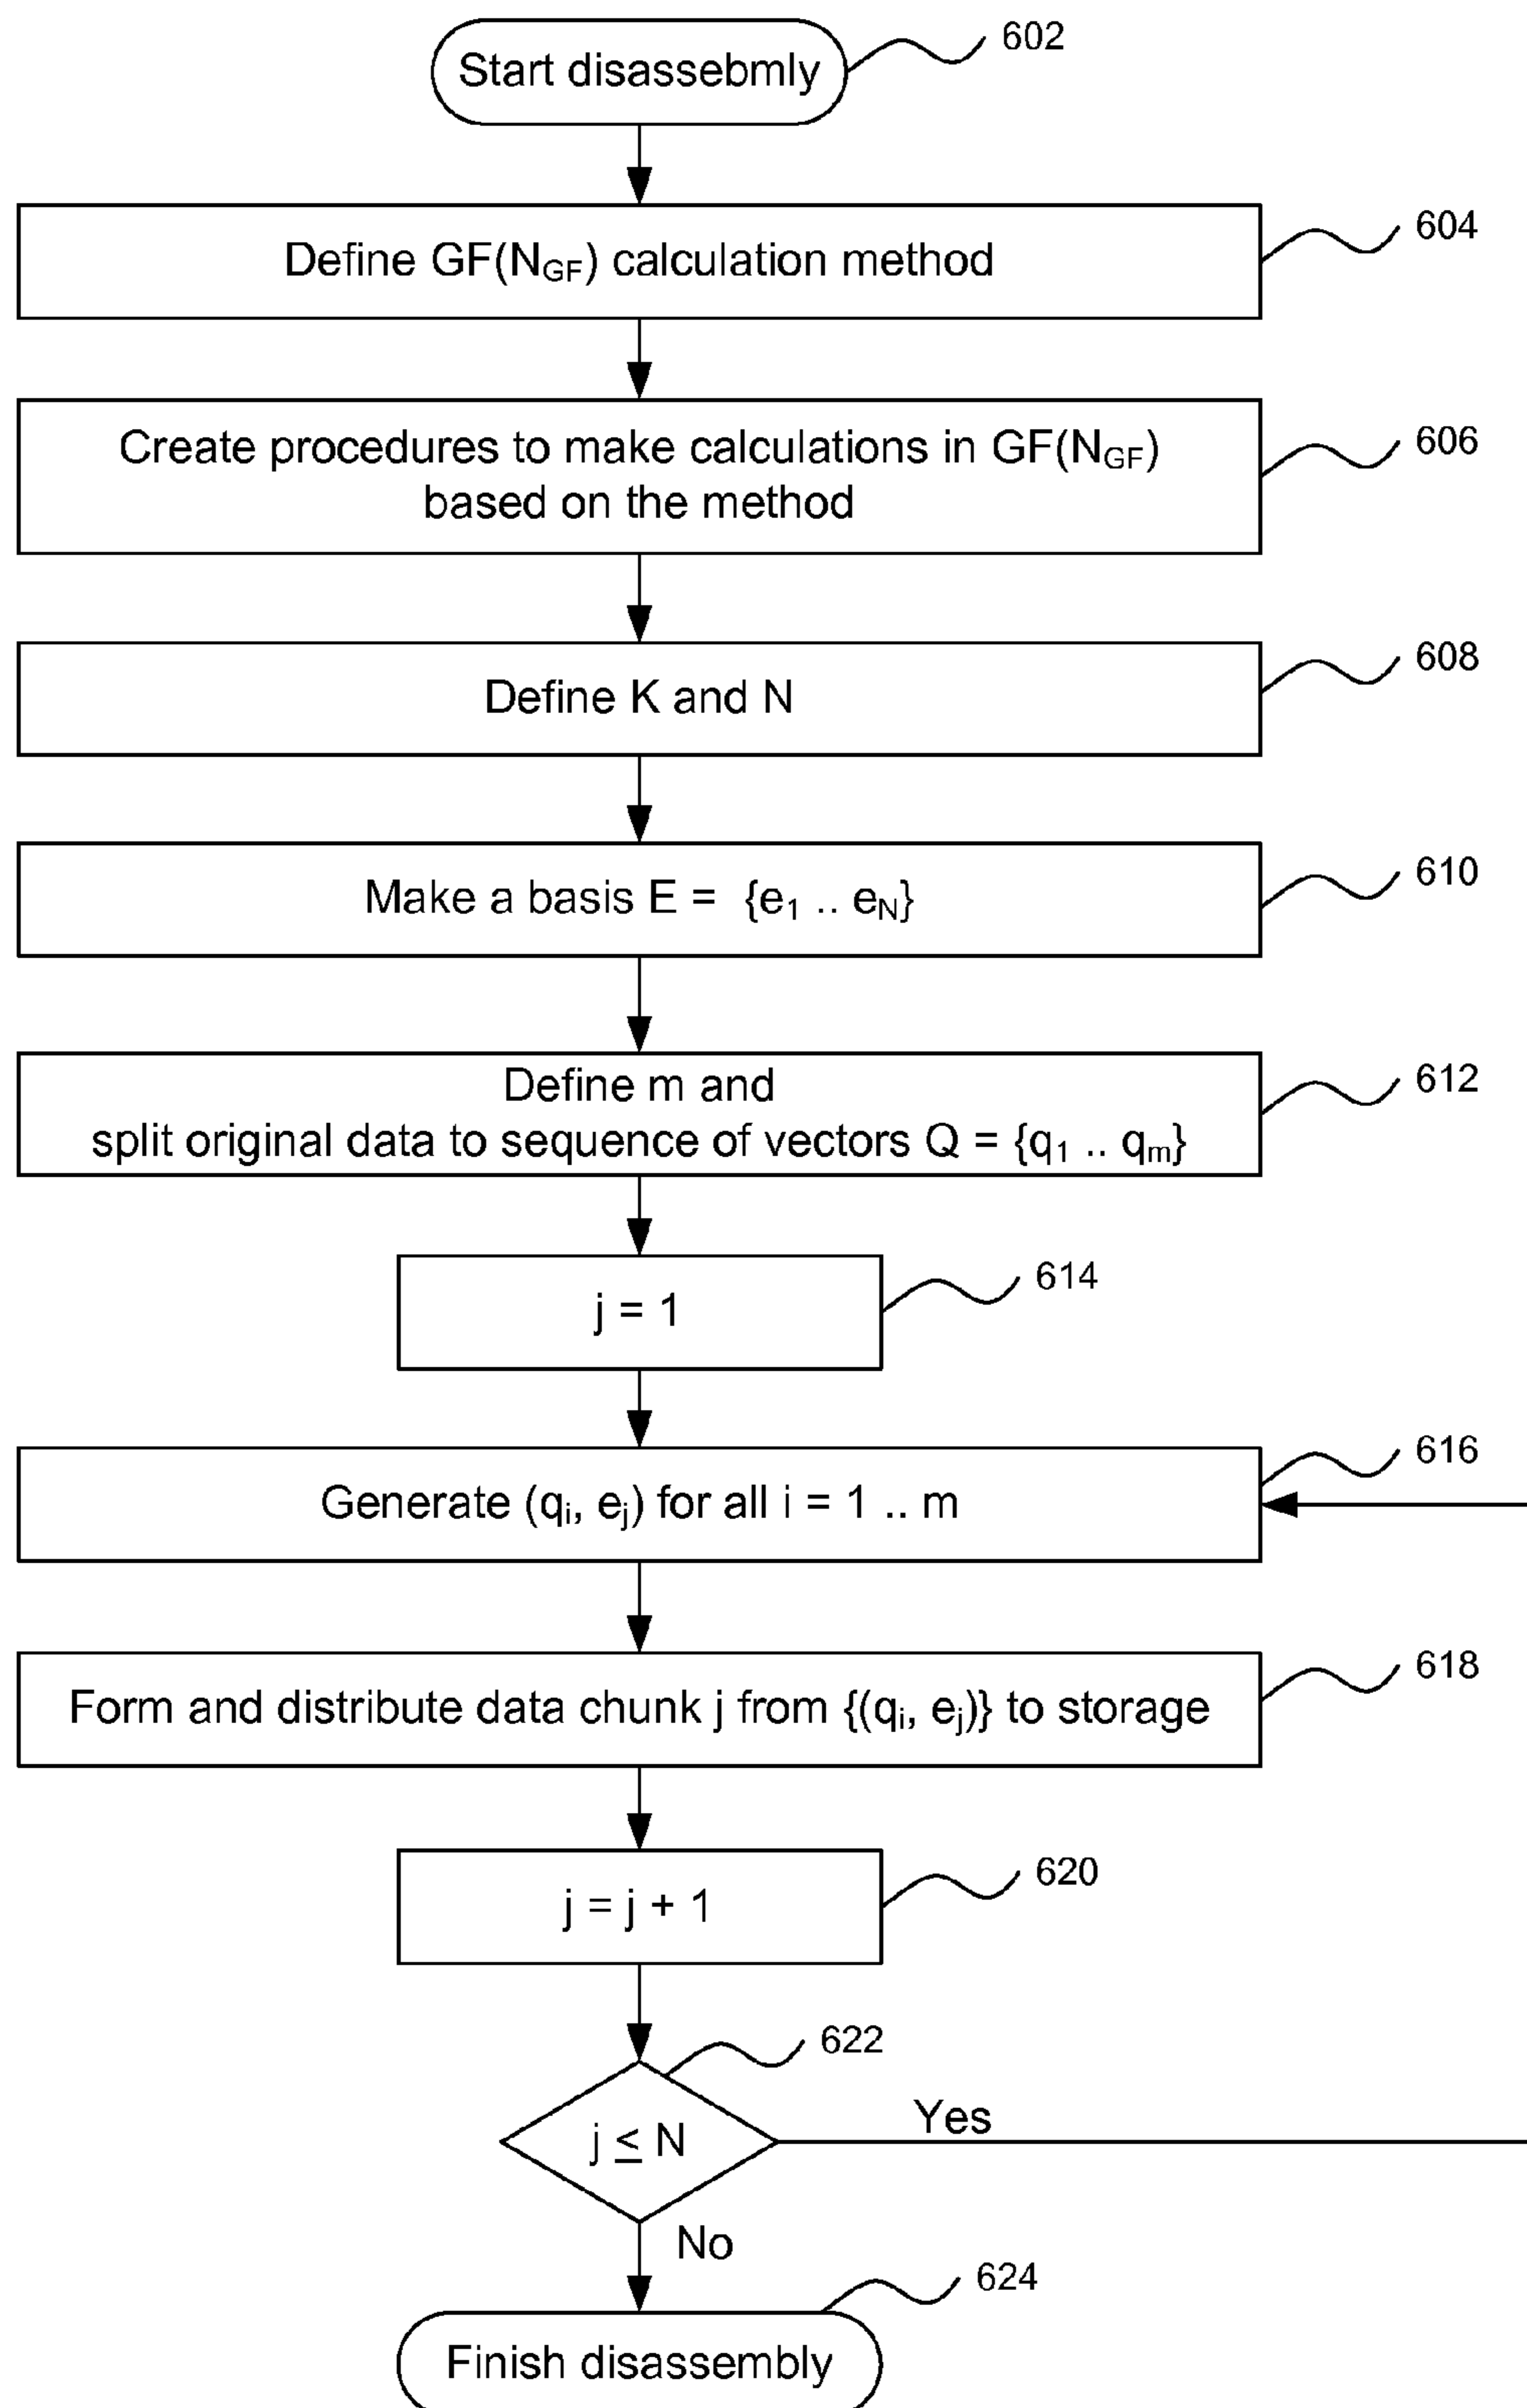 Start disassebmly
602
Define GF(N_GF) calculation method
604
Create procedures to make calculations in GF(N_GF)
based on the method
606
Define K and N
608
Make a basis E = {e₁ .. e_N}
610
Define m and
split original data to sequence of vectors Q = {q₁ .. qₘ}
612
j = 1
614
Generate (qᵢ, eⱼ) for all i = 1 .. m
616
Form and distribute data chunk j from {(qᵢ, eⱼ)} to storage
618
j = j + 1
620
622
j ≤ N
Yes
No
624
Finish disassembly